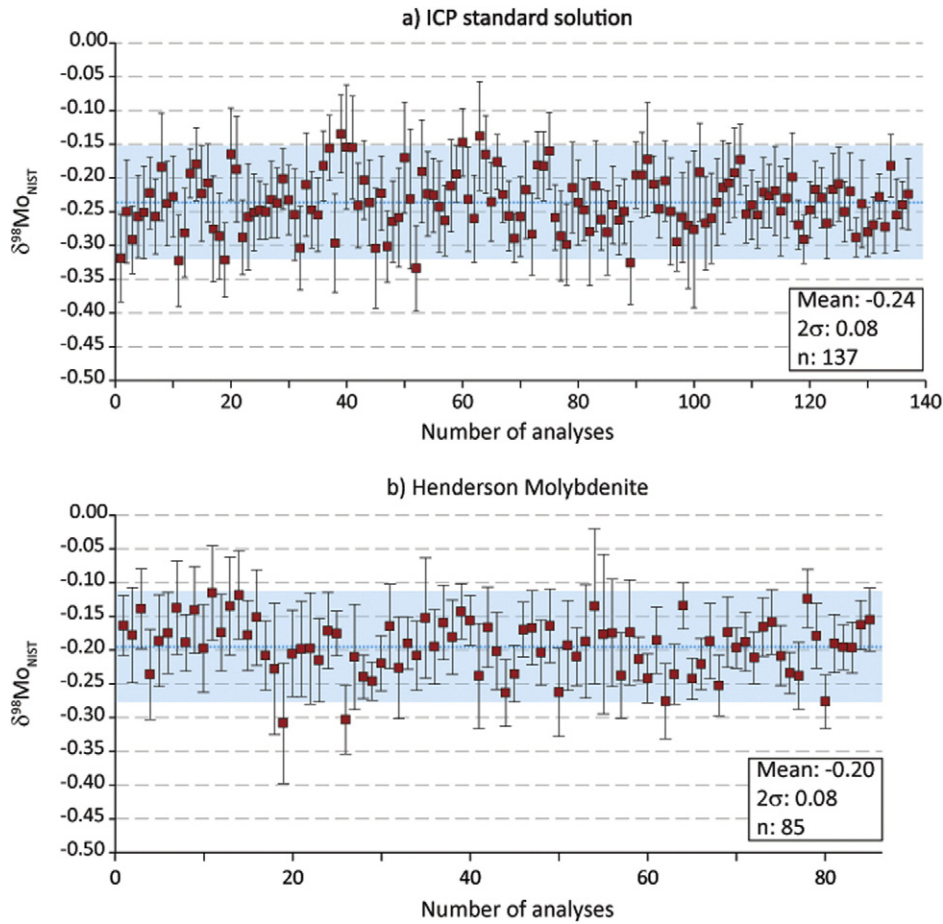 a) ICP standard solution
0.00
-0.05
-0.10
-0.15
-0.20
-0.25
-0.30
-0.35
-0.40
-0.45
-0.50
δ98MoNIST
Mean: -0.24
2σ: 0.08
n: 137
0 20 40 60 80 100 120 140
Number of analyses
b) Henderson Molybdenite
0.00
-0.05
-0.10
-0.15
-0.20
-0.25
-0.30
-0.35
-0.40
-0.45
-0.50
δ98MoNIST
Mean: -0.20
2σ: 0.08
n: 85
0 20 40 60 80
Number of analyses